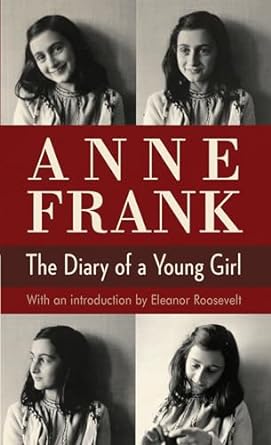 ANNE
FRANK
The Diary of a Young Girl
With an introduction by Eleanor Roosevelt